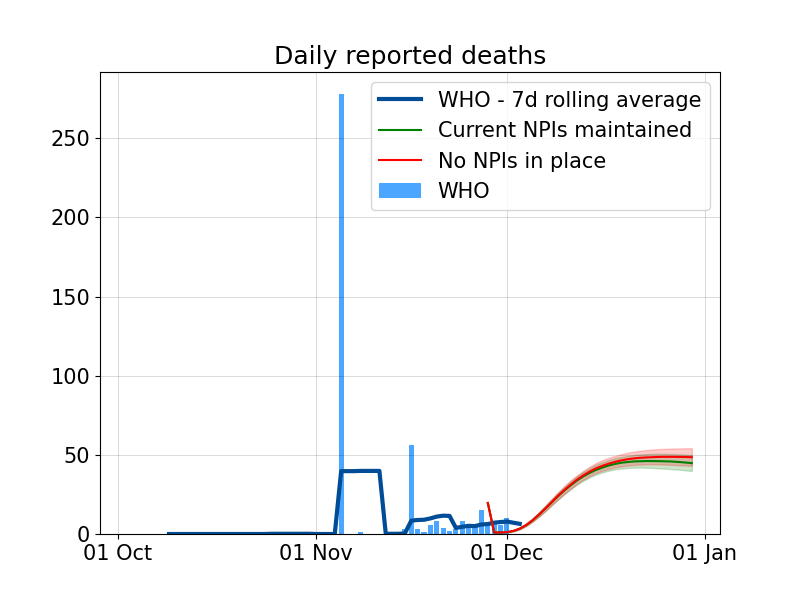 Daily reported deaths
WHO - 7d rolling average
Current NPIs maintained
No NPIs in place
WHO
250
200
150
100
50
0
01 Oct
01 Nov
01 Dec
01 Jan